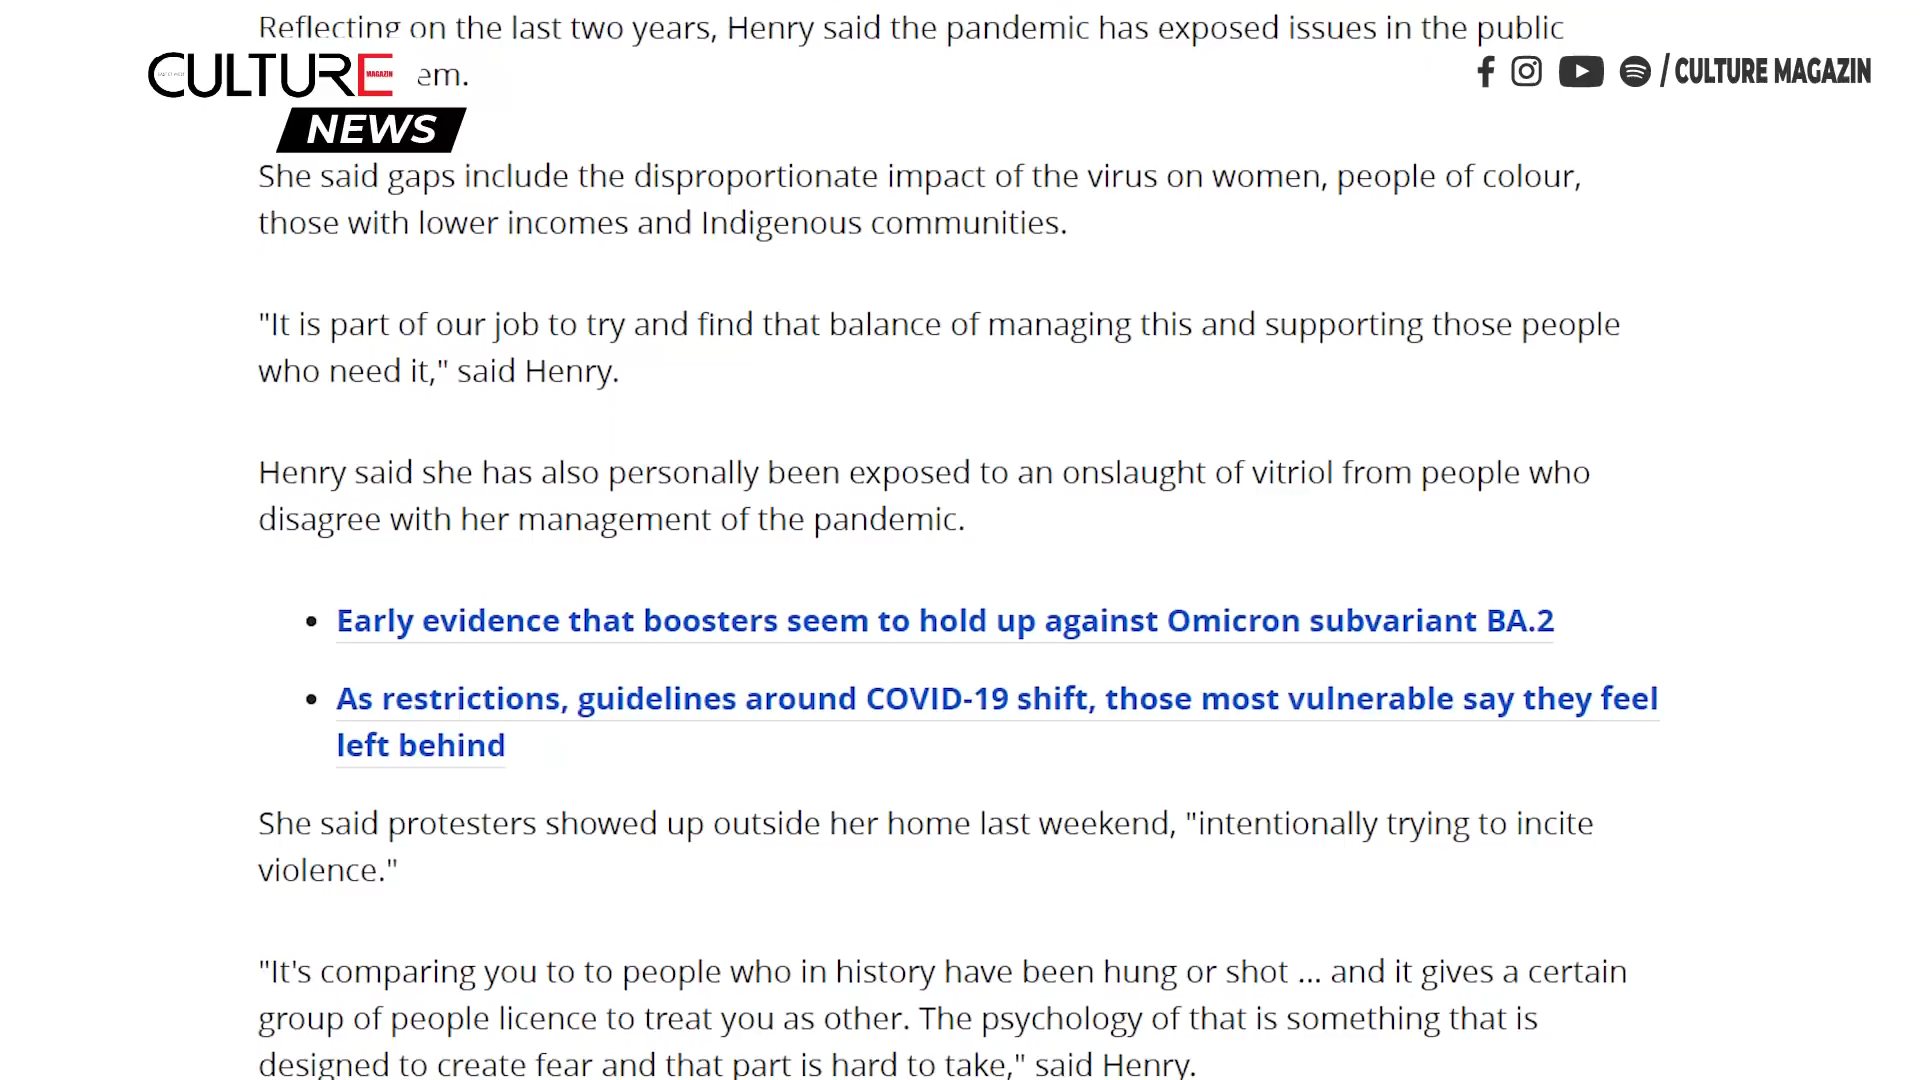 Reflecting on the last two years, Henry said the pandemic has exposed issues in the public
CULTURE MAGAZIN em.
/ CULTURE MAGAZIN
NEWS
She said gaps include the disproportionate impact of the virus on women, people of colour,
those with lower incomes and Indigenous communities.
"It is part of our job to try and find that balance of managing this and supporting those people
who need it," said Henry.
Henry said she has also personally been exposed to an onslaught of vitriol from people who
disagree with her management of the pandemic.
• Early evidence that boosters seem to hold up against Omicron subvariant BA.2
• As restrictions, guidelines around COVID-19 shift, those most vulnerable say they feel
left behind
She said protesters showed up outside her home last weekend, "intentionally trying to incite
violence."
"It's comparing you to to people who in history have been hung or shot ... and it gives a certain
group of people licence to treat you as other. The psychology of that is something that is
designed to create fear and that part is hard to take," said Henry.